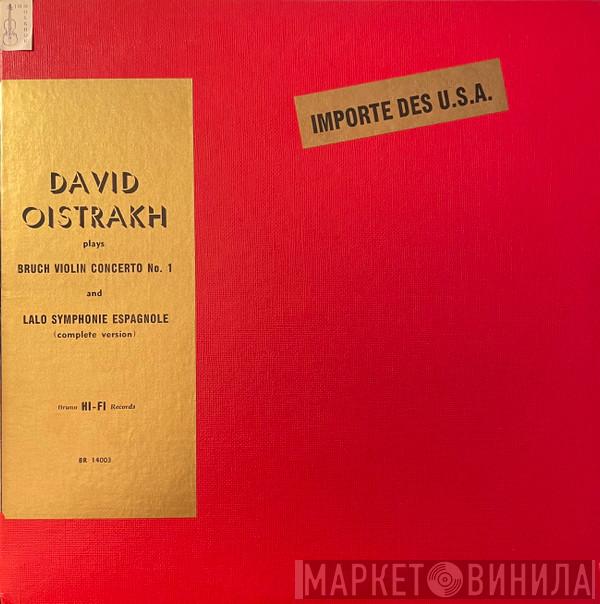 IMPORTE DES U.S.A.
DAVID
OISTRAKH
plays
BRUCH VIOLIN CONCERTO No. 1
and
LALO SYMPHONIE ESPAGNOLE
(complete version)
Bruno HI-FI Records
BR 14003
МАРКЕТ ВИНИЛА